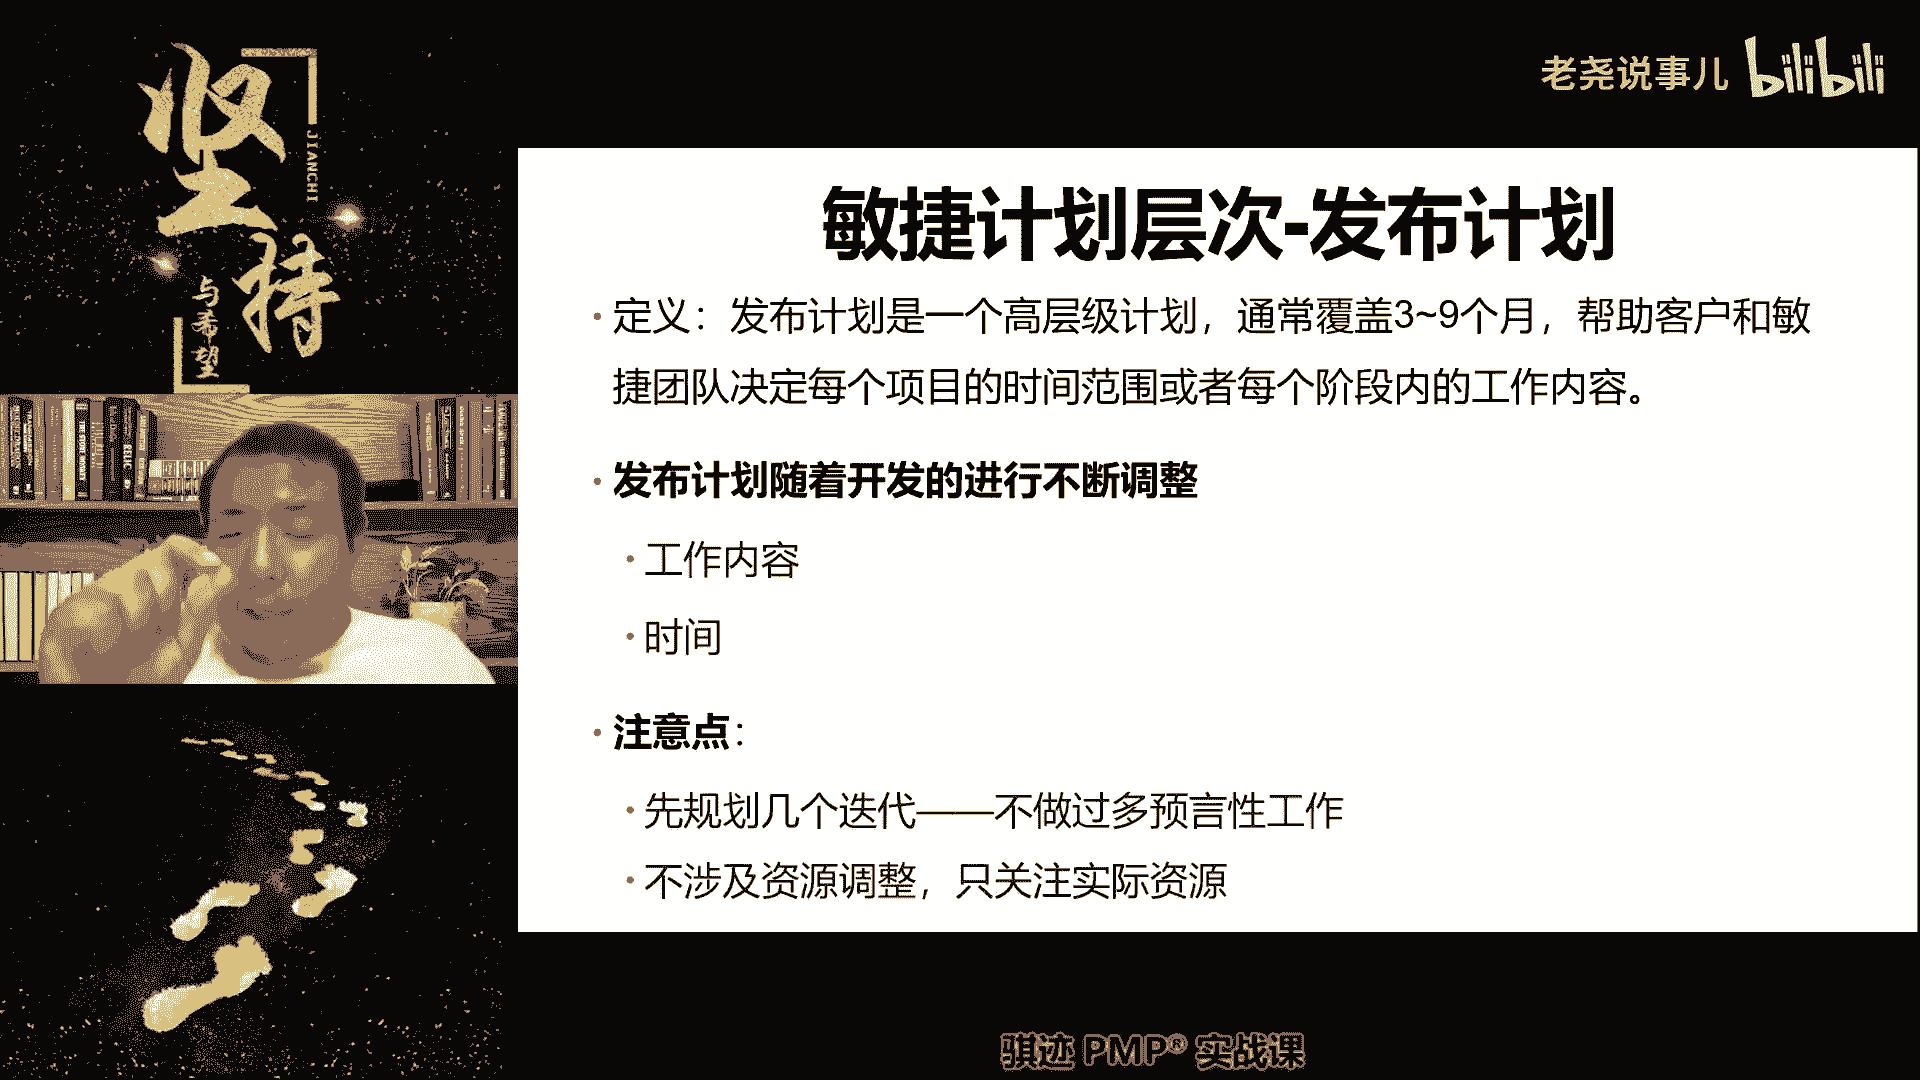 坚持
JIANCHI
与希望
老尧说事儿 bilibili
敏捷计划层次-发布计划
·定义：发布计划是一个高层级计划，通常覆盖3~9个月，帮助客户和敏
捷团队决定每个项目的时间范围或者每个阶段内的工作内容。
·发布计划随着开发的进行不断调整
·工作内容
·时间
·注意点：
·先规划几个迭代——不做过多预言性工作
·不涉及资源调整，只关注实际资源
骐迹 PMP® 实战课